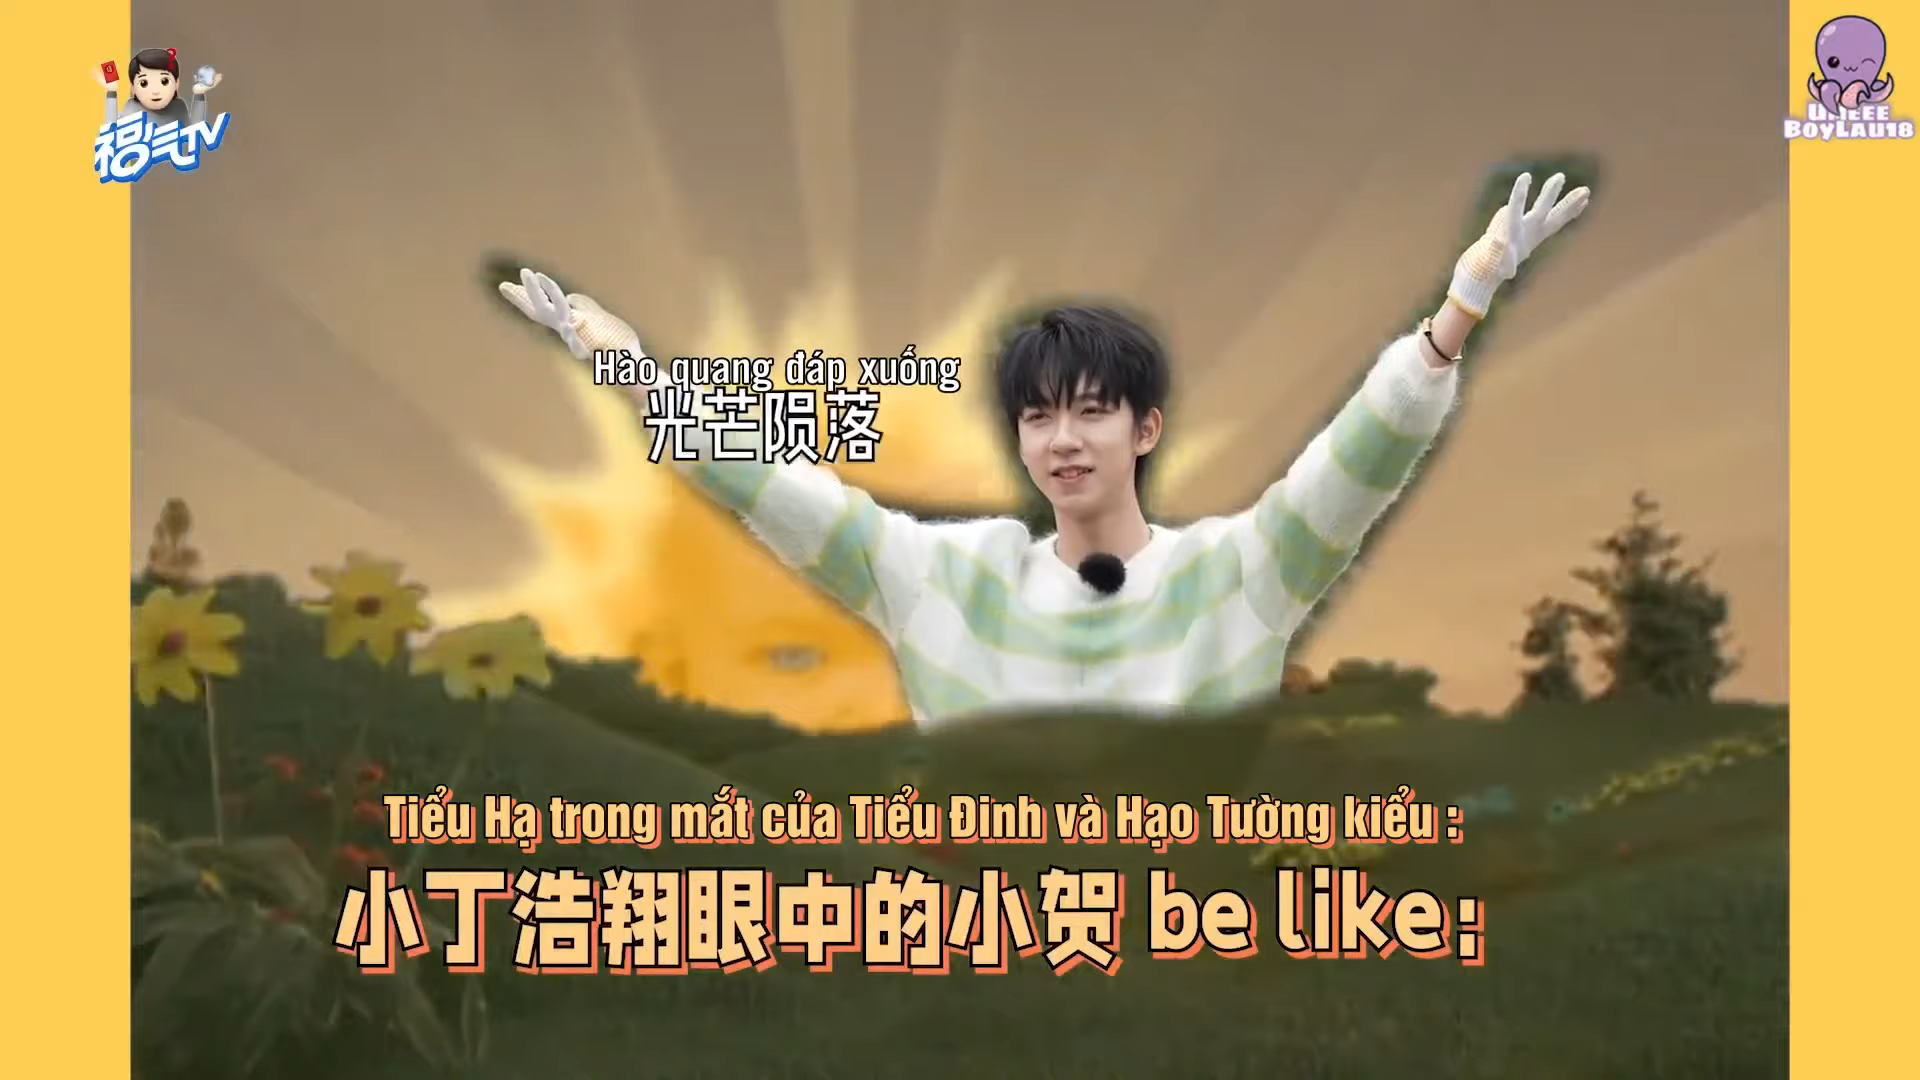 福气TV
UNEEE
BOYLAU18
Hào quang đáp xuống
光芒陨落
Tiểu Hạ trong mắt của Tiểu Đinh và Hạo Tường kiểu :
小丁浩翔眼中的小贺 be like：